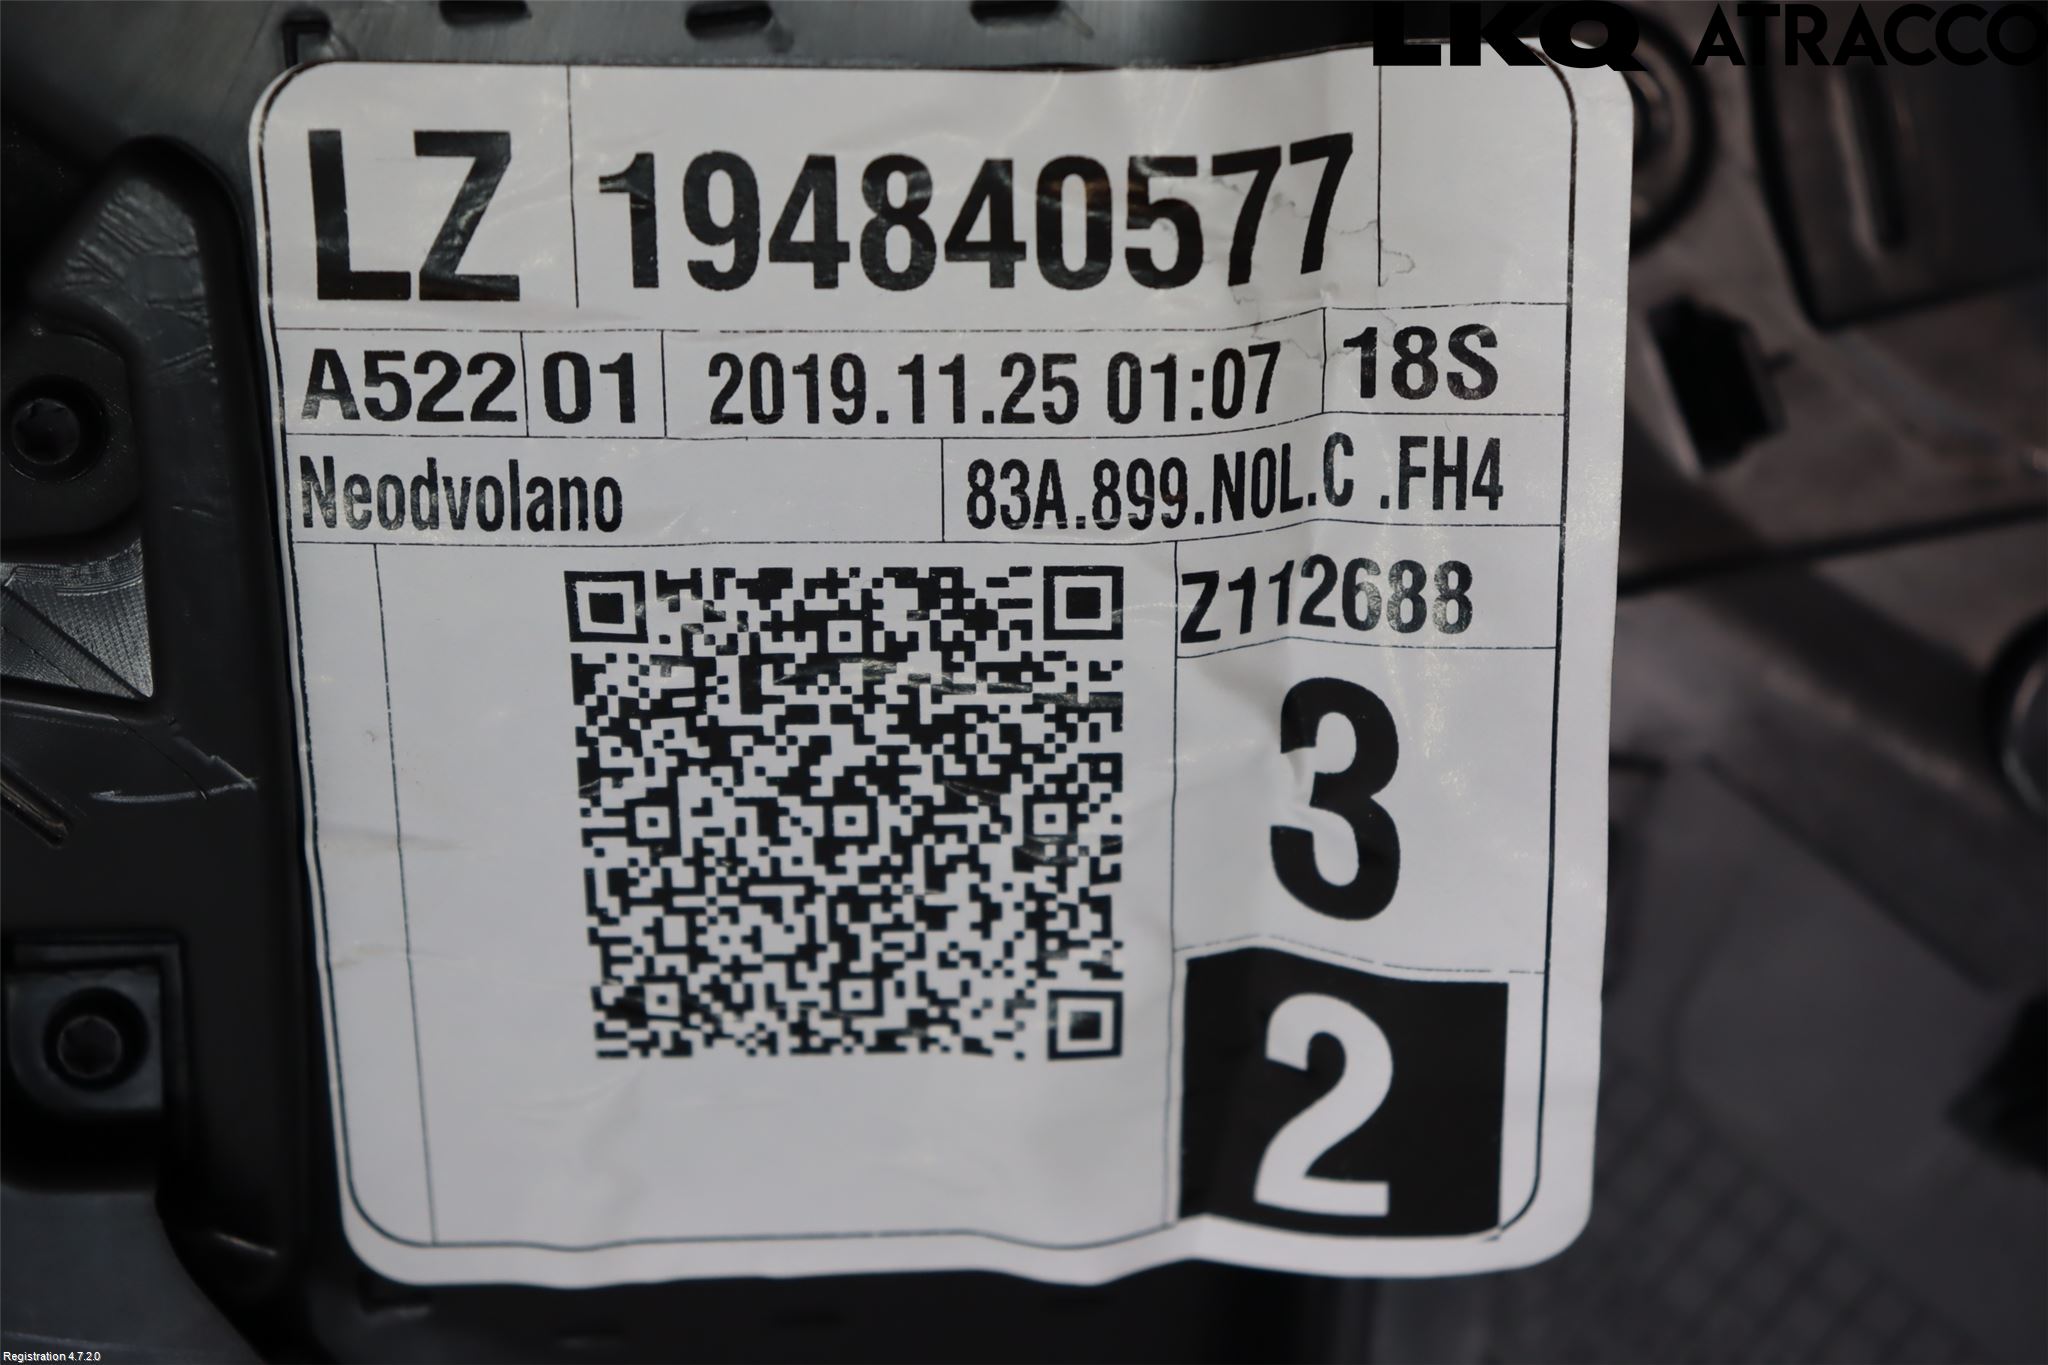 LKQ ATRACCO
LZ 194840577
A522 01 2019.11.25 01:07 18S
Neodvolano 83A.899.N0L.C .FH4
Z112688
3
2
Registration 4.7.2.0